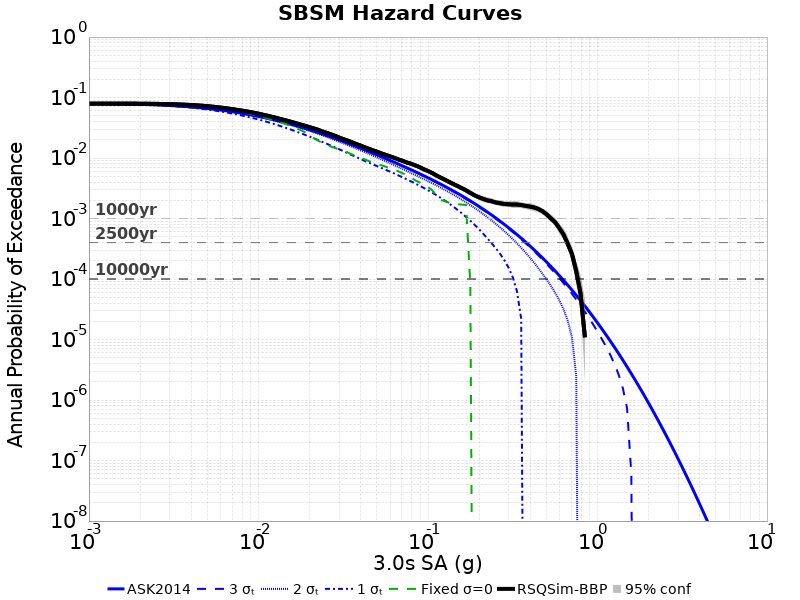 SBSM Hazard Curves
10^0
10^-1
10^-2
10^-3
10^-4
10^-5
10^-6
10^-7
10^-8
Annual Probability of Exceedance
1000yr
2500yr
10000yr
10^-3 10^-2 10^-1 10^0 10^1
3.0s SA (g)
ASK2014 3 σₜ 2 σₜ 1 σₜ Fixed σ=0 RSQSim-BBP 95% conf